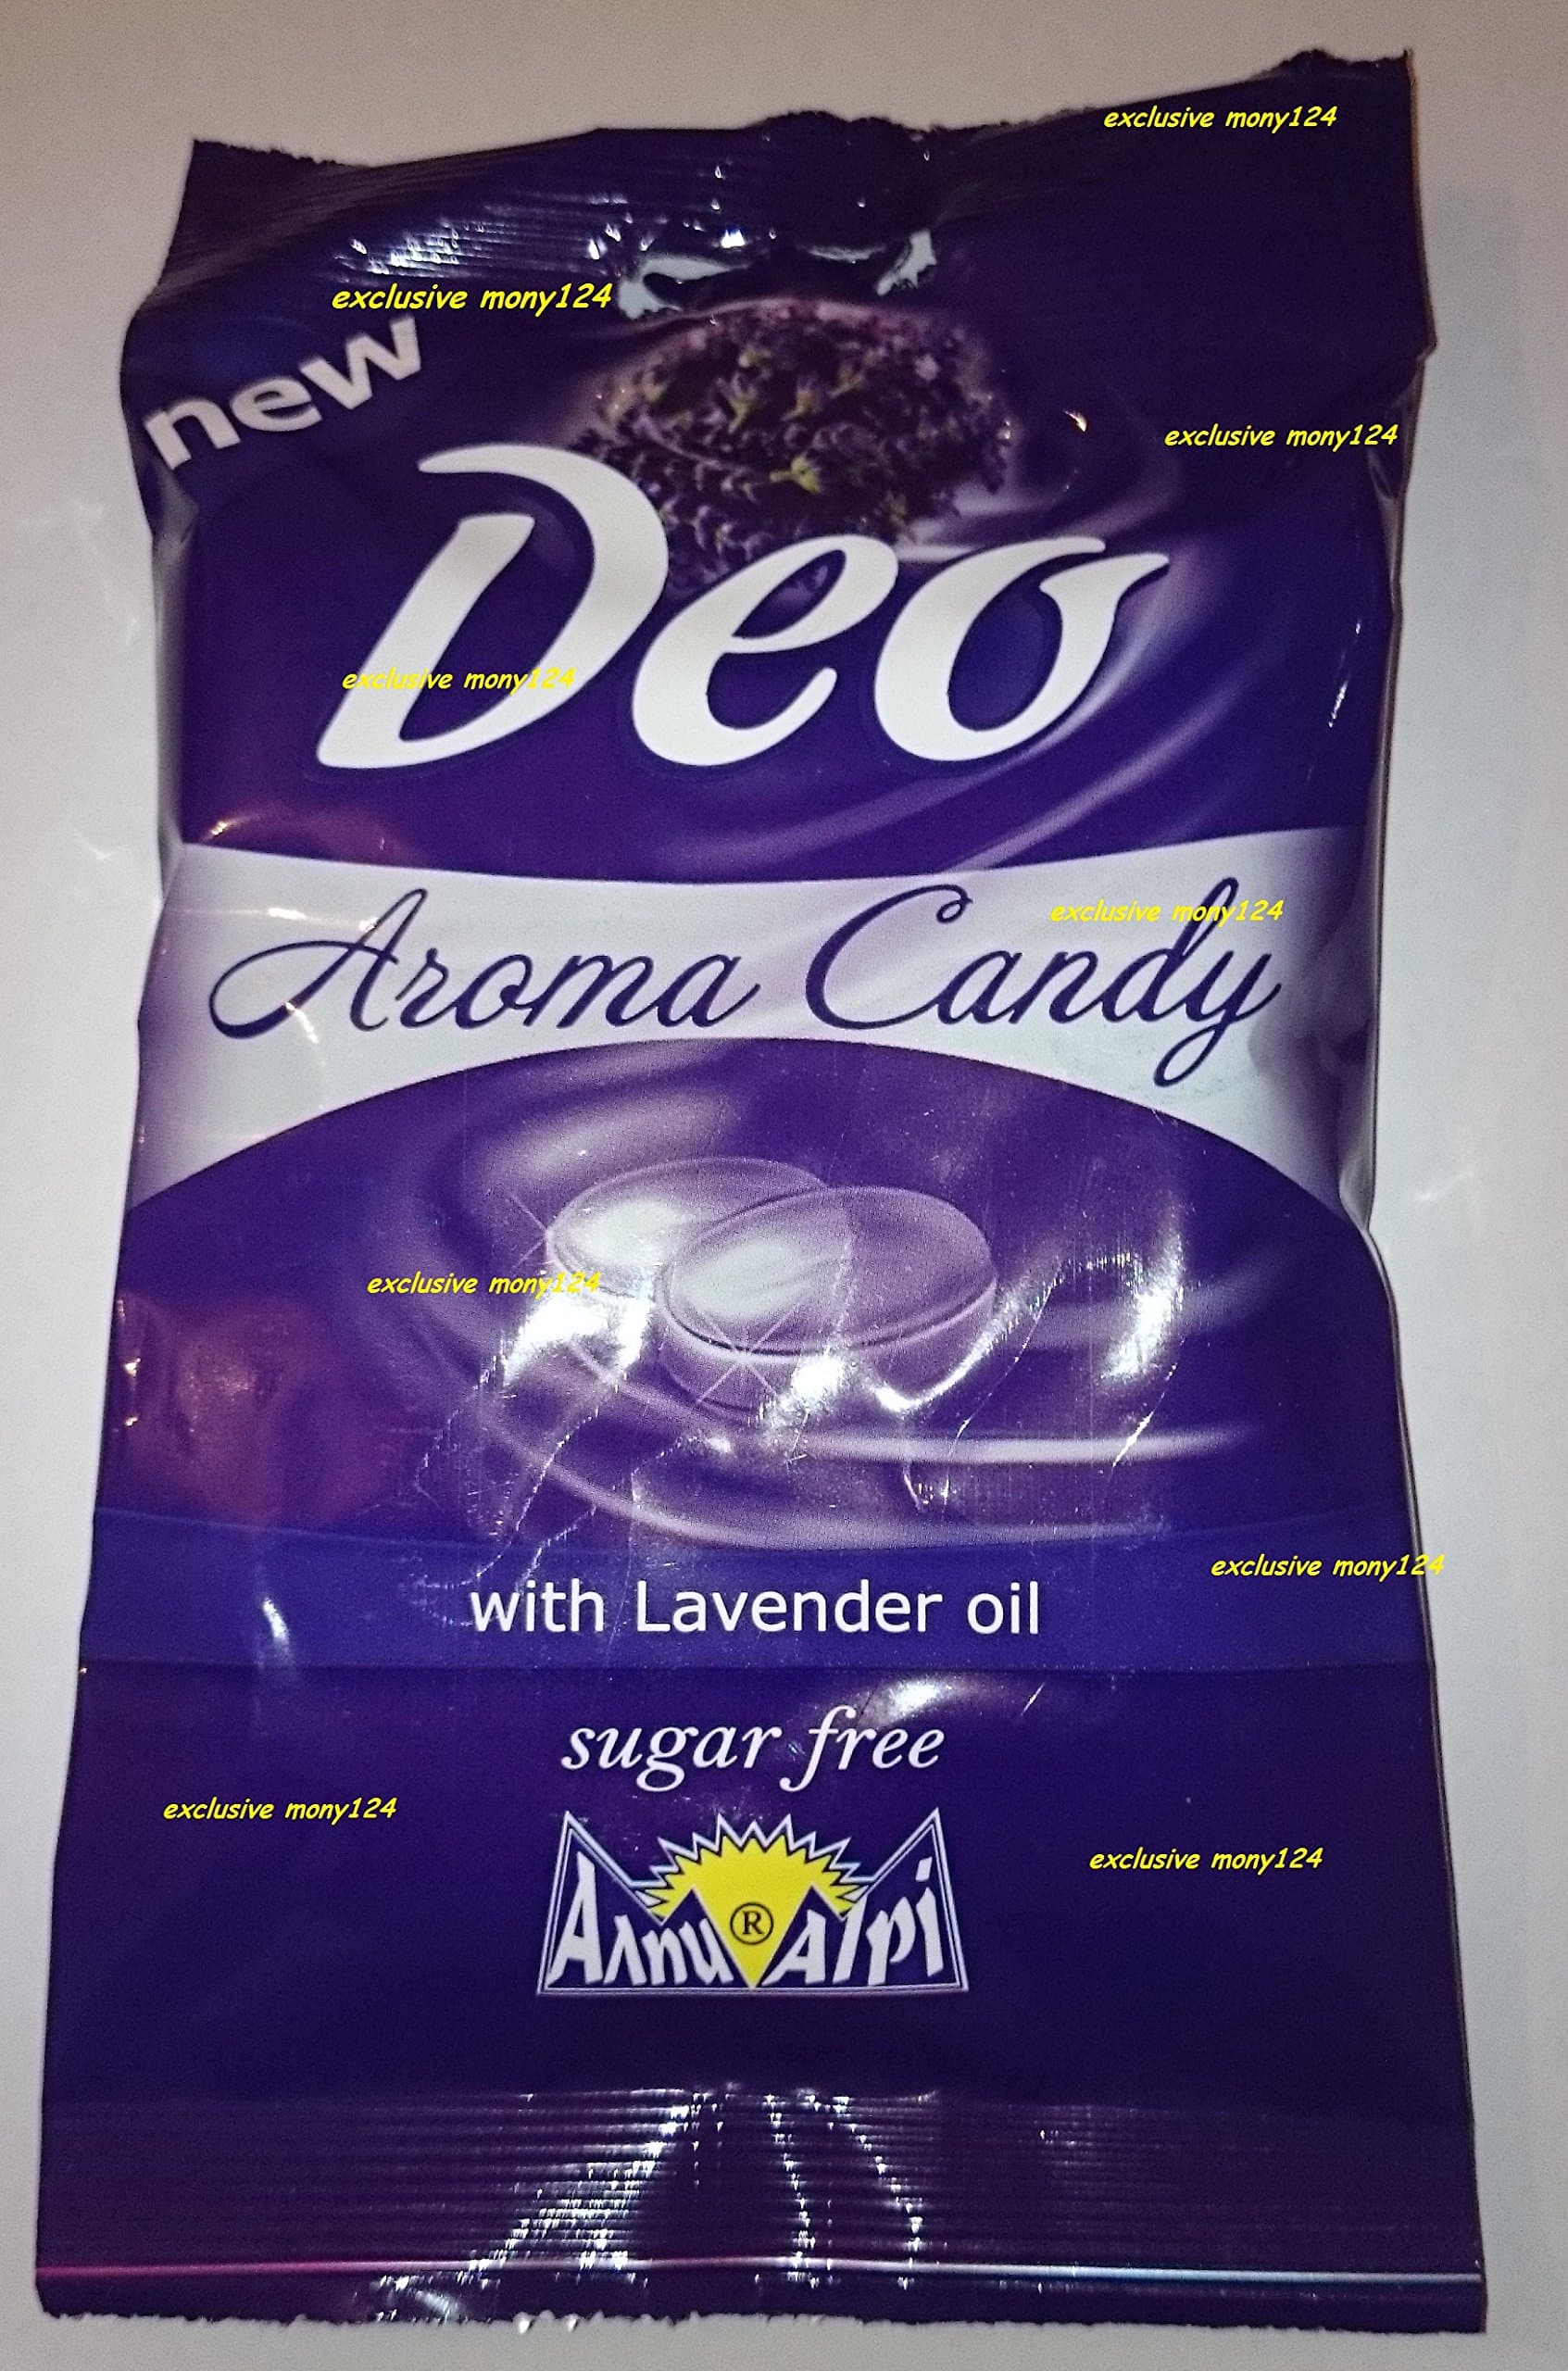 exclusive mony124
exclusive mony124
new
exclusive mony124
Deo
exclusive mony124
exclusive mony124
Aroma Candy
exclusive mony124
exclusive mony124
with Lavender oil
sugar free
exclusive mony124
exclusive mony124
Алпи ® Alpi